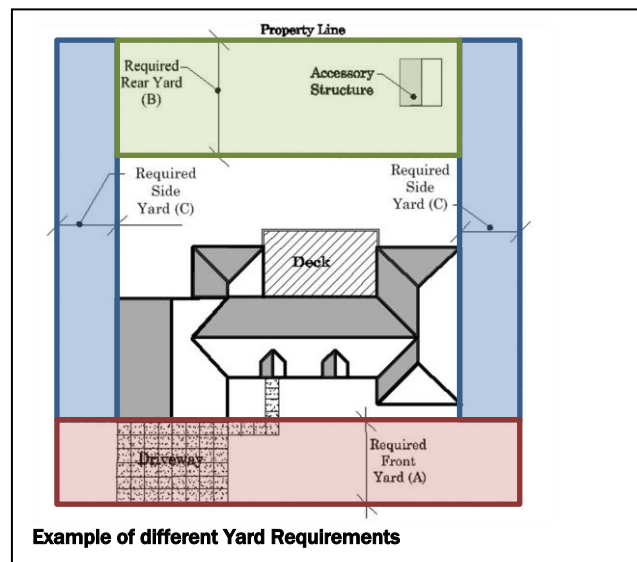 Property Line
Required
Rear Yard
(B)
Accessory
Structure
Required
Side
Yard (C)
Required
Side
Yard (C)
Deck
Driveway
Required
Front
Yard (A)
Example of different Yard Requirements